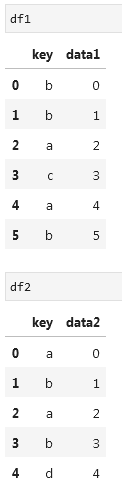 df1
key data1
0 b 0
1 b 1
2 a 2
3 c 3
4 a 4
5 b 5
df2
key data2
0 a 0
1 b 1
2 a 2
3 b 3
4 d 4